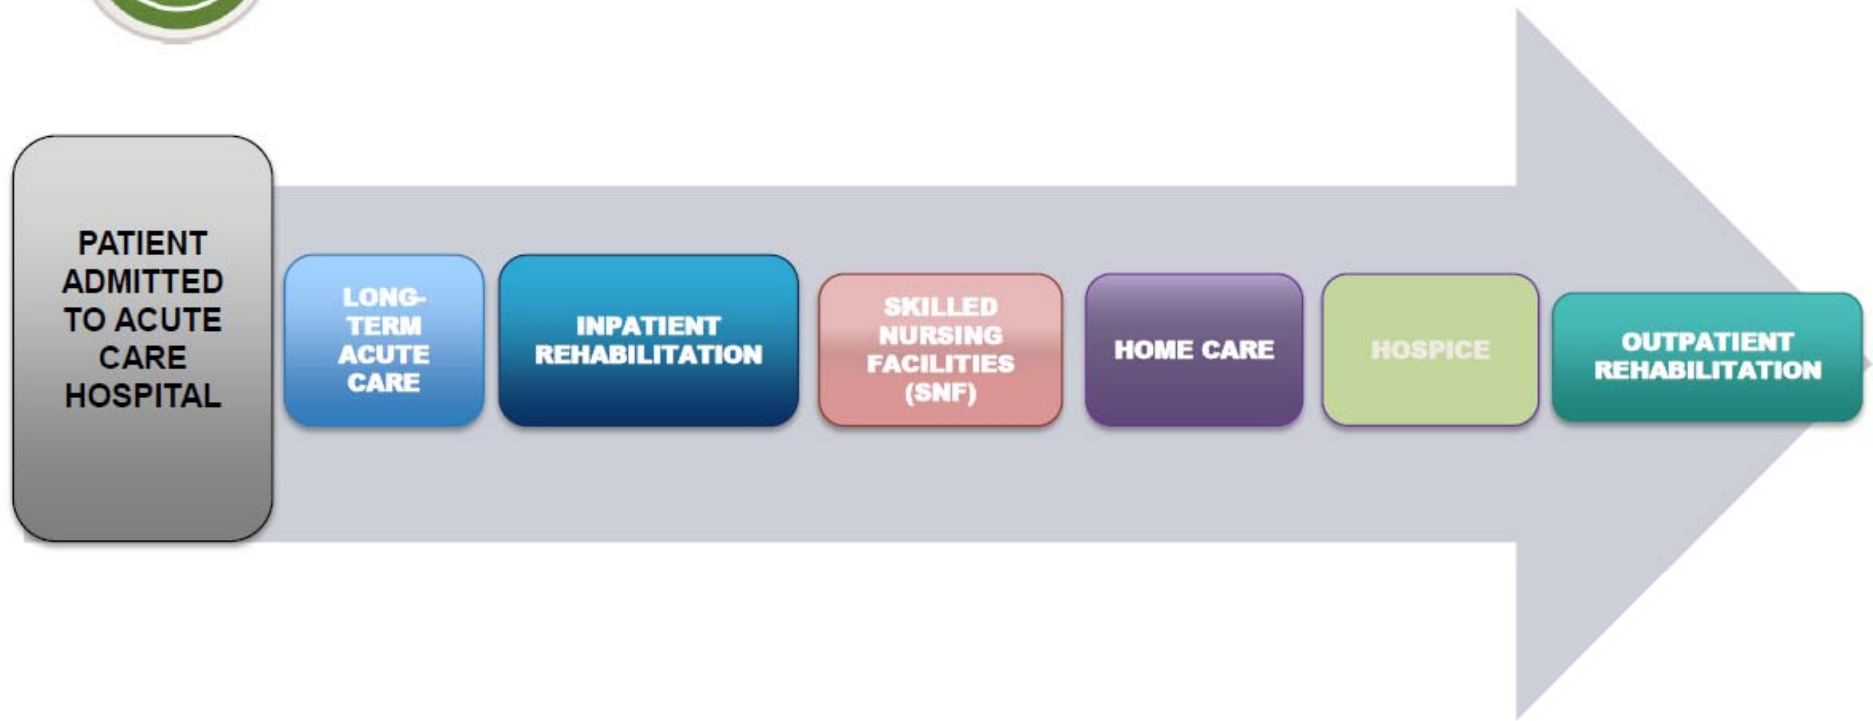 PATIENT
ADMITTED
TO ACUTE
CARE
HOSPITAL
LONG-
TERM
ACUTE
CARE
INPATIENT
REHABILITATION
SKILLED
NURSING
FACILITIES
(SNF)
HOME CARE
HOSPICE
OUTPATIENT
REHABILITATION